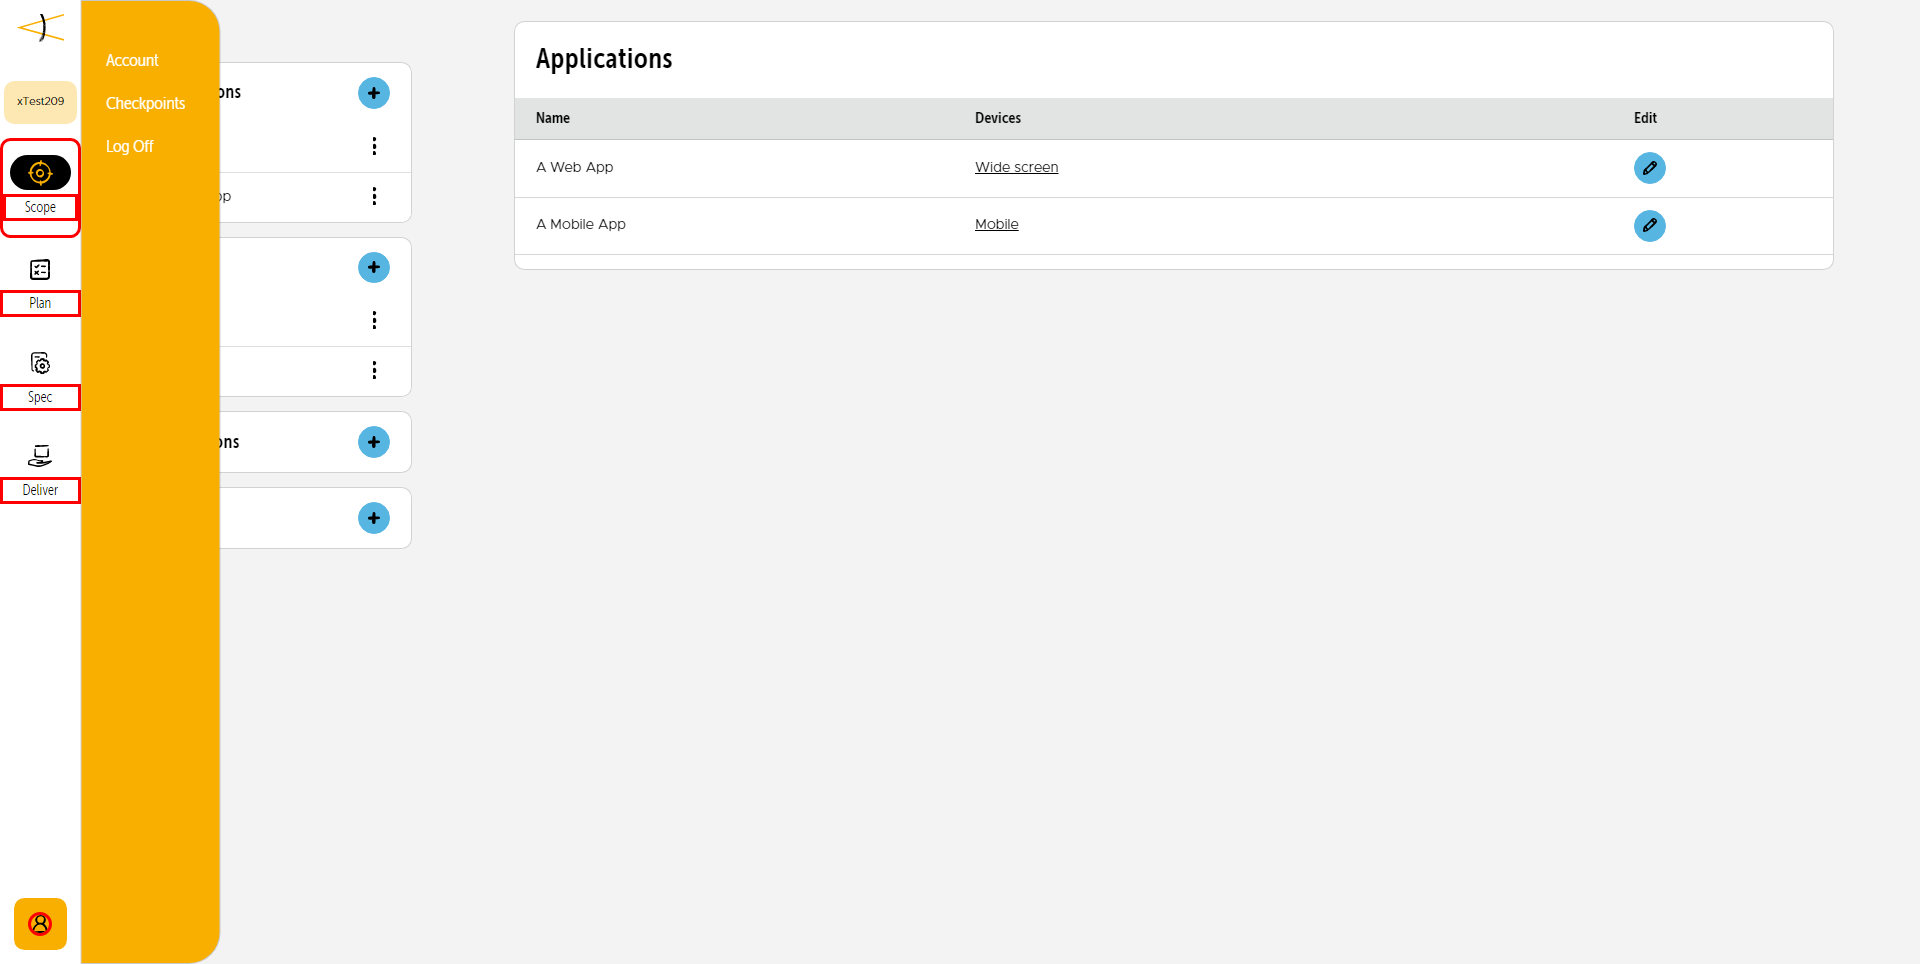 xTest209
Scope
Plan
Spec
Deliver
Account
Checkpoints
Log Off
ons
op
ons
Applications
Name Devices Edit
A Web App Wide screen
A Mobile App Mobile